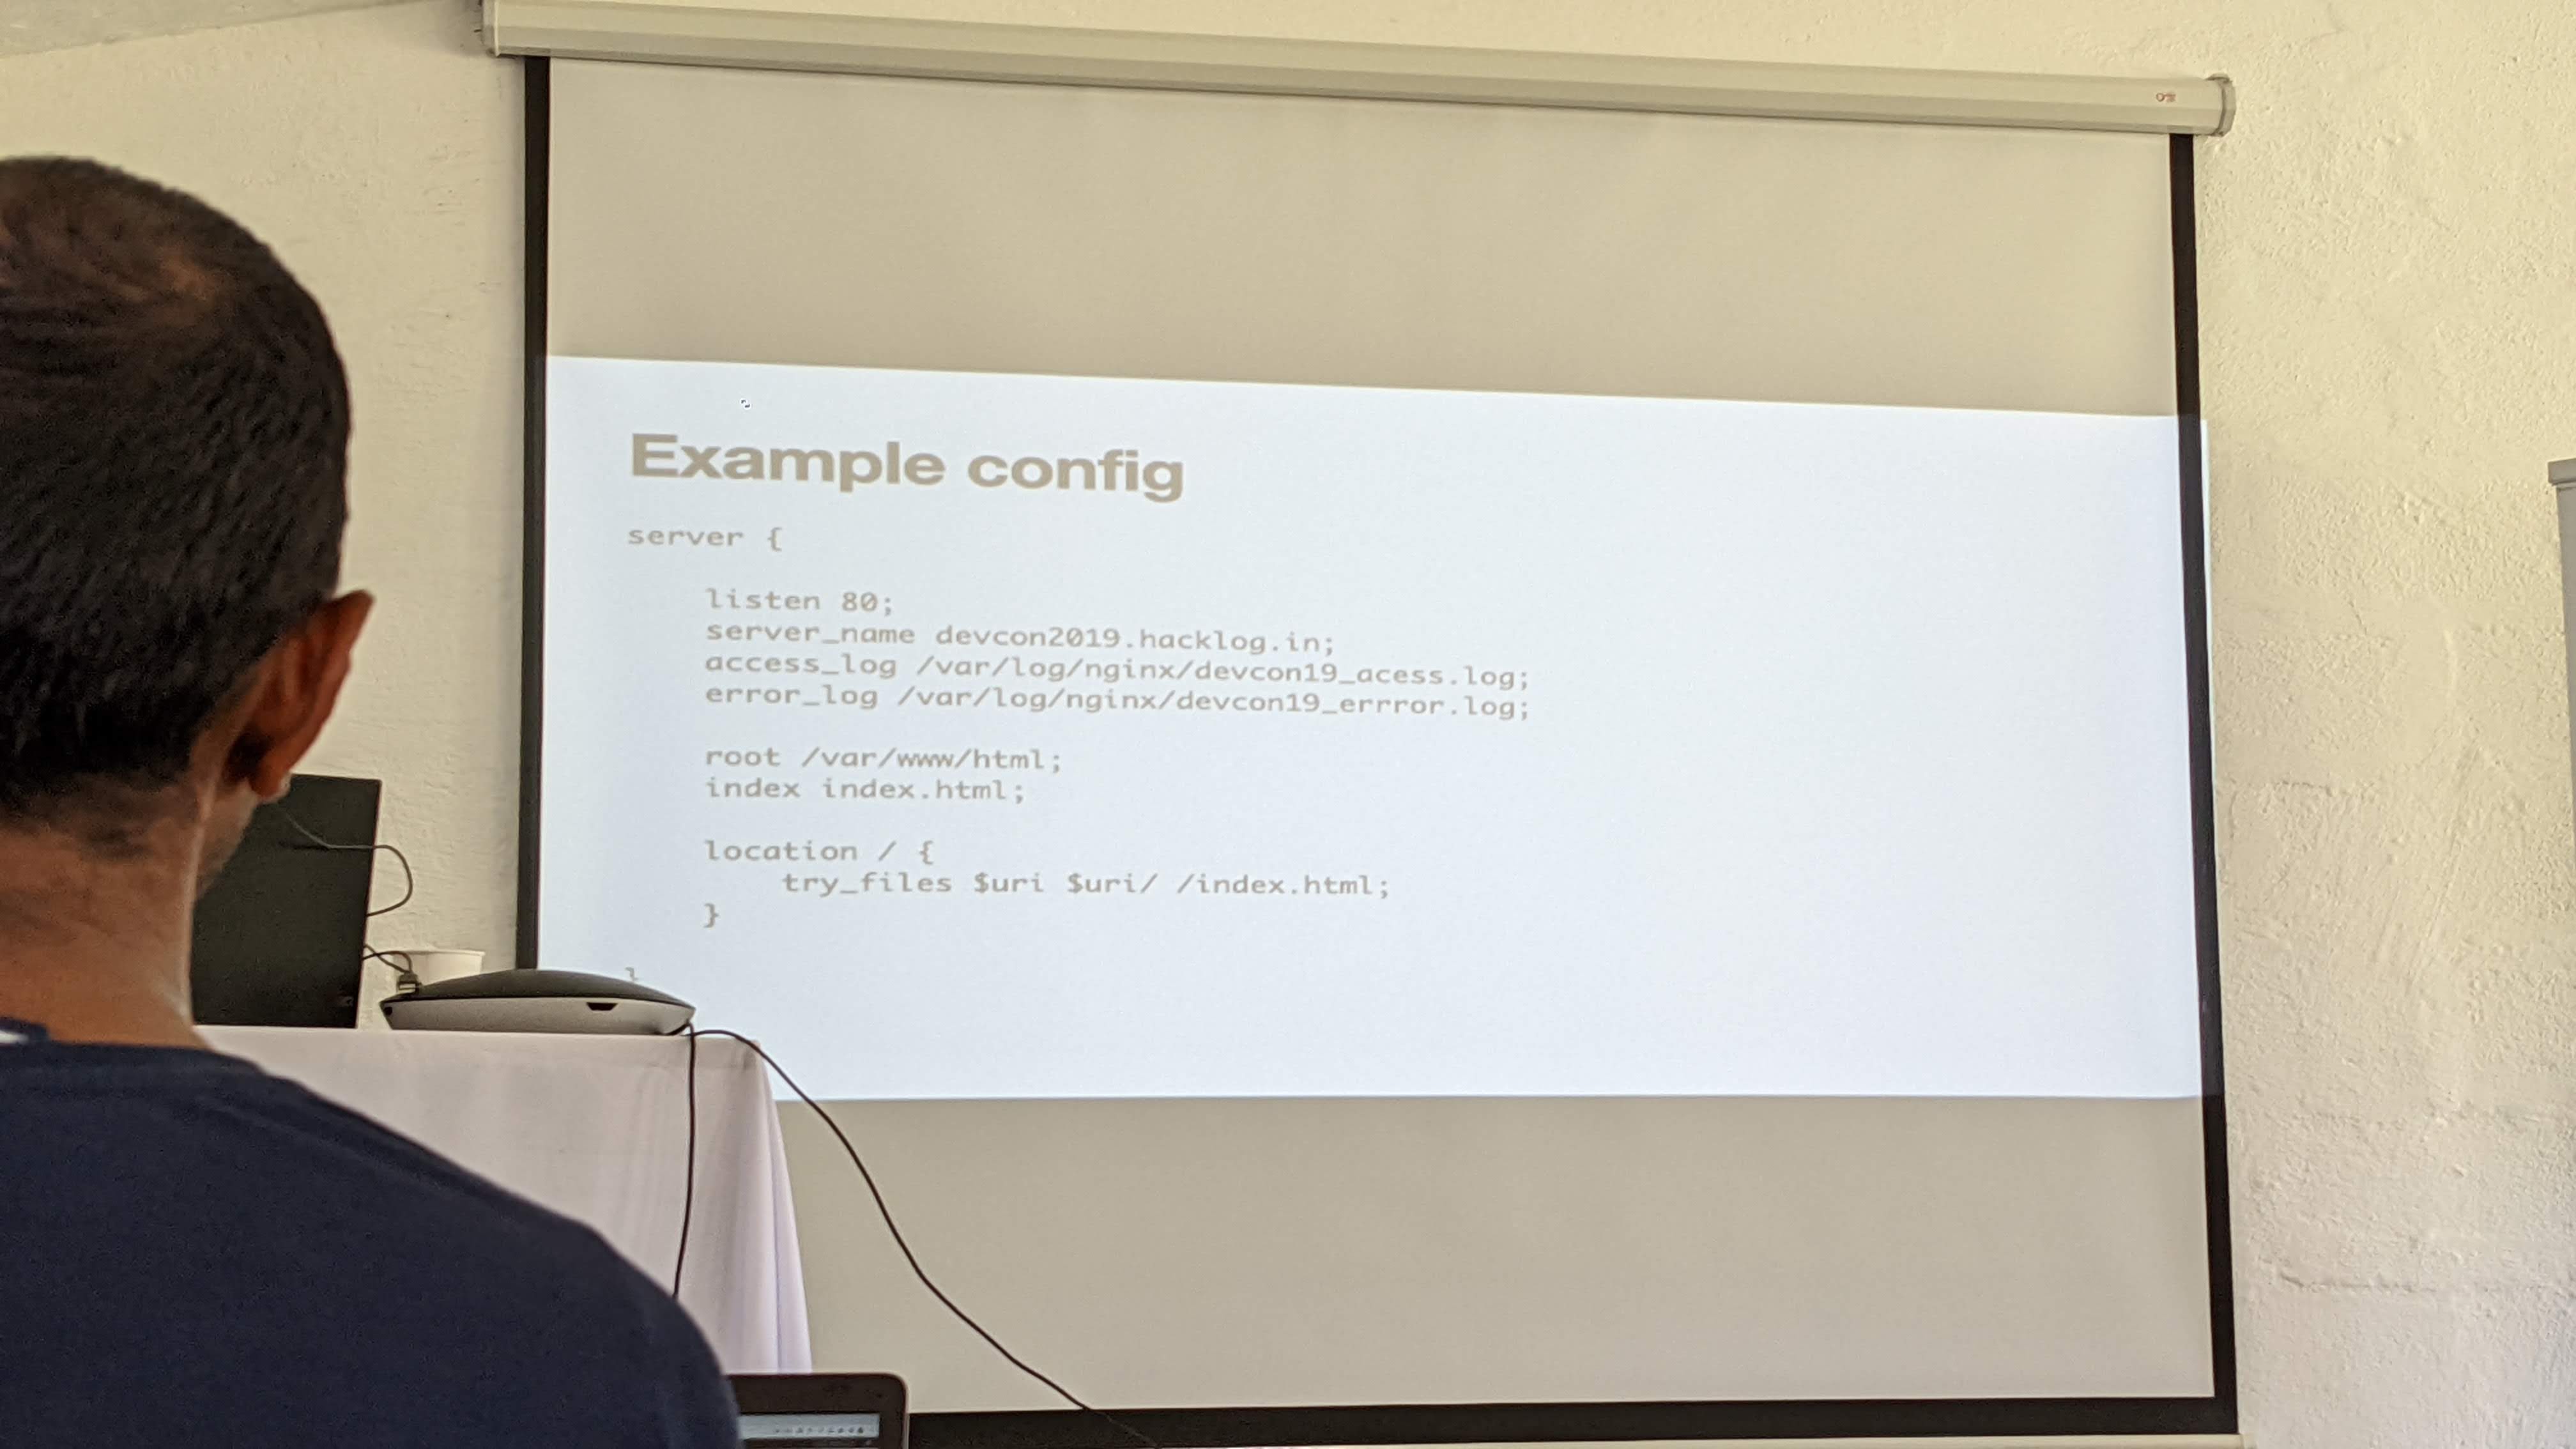 Example config
server {
listen 80;
server_name devcon2019.hacklog.in;
access_log /var/log/nginx/devcon19_acess.log;
error_log /var/log/nginx/devcon19_errror.log;
root /var/www/html;
index index.html;
location / {
try_files $uri $uri/ /index.html;
}
}